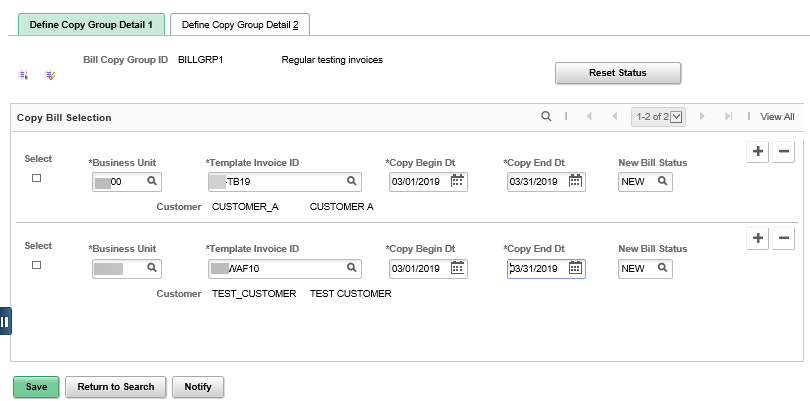 Define Copy Group Detail 1 Define Copy Group Detail 2
Bill Copy Group ID BILLGRP1 Regular testing invoices
Reset Status
Copy Bill Selection 1-2 of 2 View All
Select *Business Unit *Template Invoice ID *Copy Begin Dt *Copy End Dt New Bill Status
00 -TB19 03/01/2019 03/31/2019 NEW
Customer CUSTOMER_A CUSTOMER A
Select *Business Unit *Template Invoice ID *Copy Begin Dt *Copy End Dt New Bill Status
WAF10 03/01/2019 03/31/2019 NEW
Customer TEST_CUSTOMER TEST CUSTOMER
Save Return to Search Notify